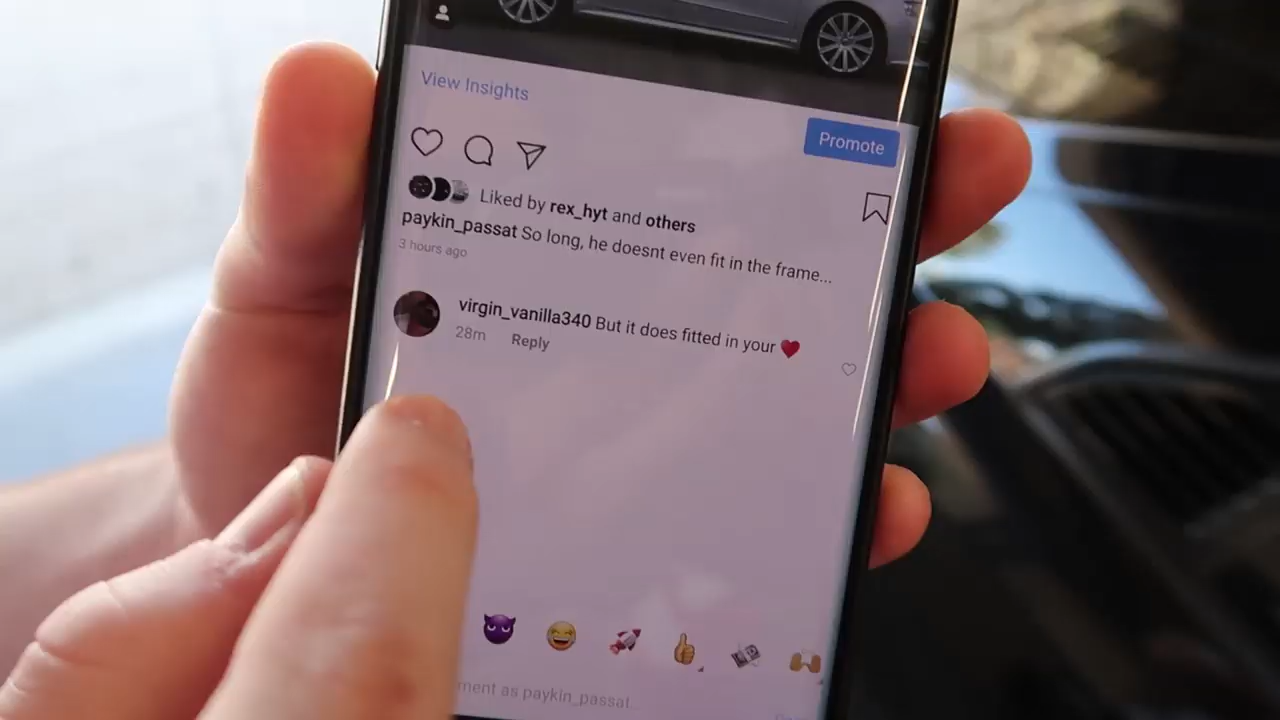 View Insights
Promote
Liked by rex_hyt and others
paykin_passat So long, he doesnt even fit in the frame...
3 hours ago
virgin_vanilla340 But it does fitted in your
28m Reply
ment as paykin_passat.